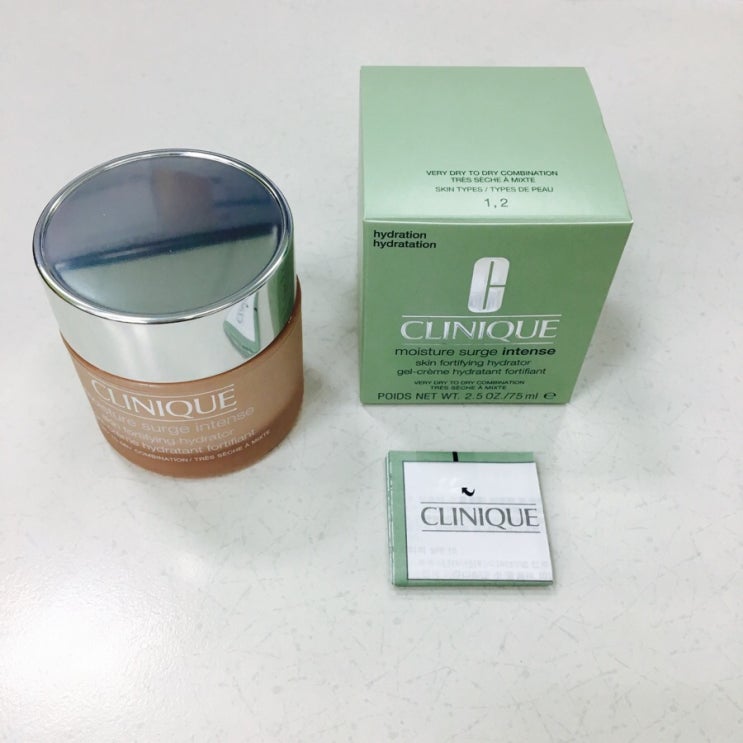 VERY DRY TO DRY COMBINATION
TRÈS SÈCHE À MIXTE
SKIN TYPES / TYPES DE PEAU
1, 2
hydration
hydratation
CLINIQUE
moisture surge intense
skin fortifying hydrator
gel-crème hydratant fortifiant
VERY DRY TO DRY COMBINATION
TRÈS SÈCHE À MIXTE
POIDS NET WT. 2.5 OZ./75 ml ℮
CLINIQUE
moisture surge intense
skin fortifying hydrator
crème hydratant fortifiant
DRY COMBINATION / TRÈS SÈCHE À MIXTE
CLINIQUE